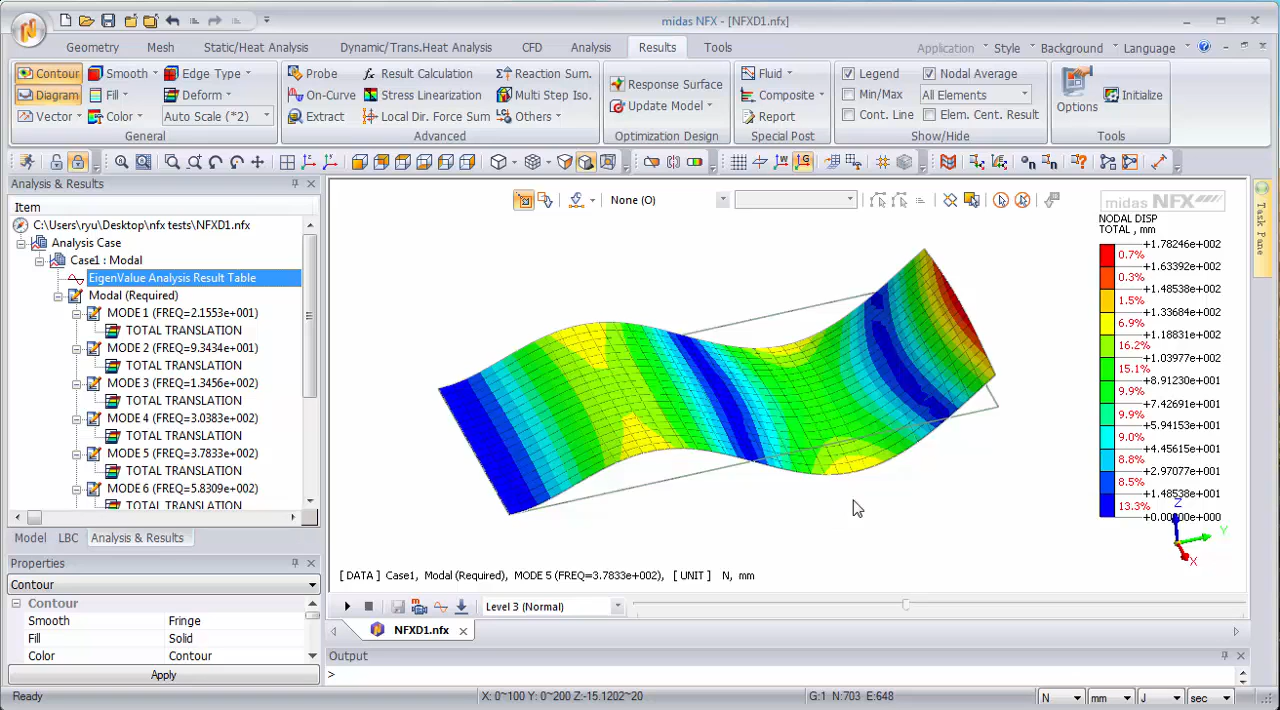 midas NFX - [NFXD1.nfx]
Geometry Mesh Static/Heat Analysis Dynamic/Trans.Heat Analysis CFD Analysis Results Tools Application Style Background Language
Contour Smooth Edge Type Probe Result Calculation Reaction Sum. Response Surface Fluid Legend Nodal Average
Diagram Fill Deform On-Curve Stress Linearization Multi Step Iso. Update Model Composite Min/Max All Elements Options Initialize
Vector Color Auto Scale (*2) Extract Local Dir. Force Sum Others Report Cont. Line Elem. Cent. Result
General Advanced Optimization Design Special Post Show/Hide Tools
Analysis & Results
Item
C:\Users\ryu\Desktop\nfx tests\NFXD1.nfx
Analysis Case
Case1 : Modal
EigenValue Analysis Result Table
Modal (Required)
MODE 1 (FREQ=2.1553e+001)
TOTAL TRANSLATION
MODE 2 (FREQ=9.3434e+001)
TOTAL TRANSLATION
MODE 3 (FREQ=1.3456e+002)
TOTAL TRANSLATION
MODE 4 (FREQ=3.0383e+002)
TOTAL TRANSLATION
MODE 5 (FREQ=3.7833e+002)
TOTAL TRANSLATION
MODE 6 (FREQ=5.8309e+002)
TOTAL TRANSLATION
Model LBC Analysis & Results
Properties
Contour
Contour
Smooth Fringe
Fill Solid
Color Contour
Apply
None (O)
midas NFX
NODAL DISP
TOTAL , mm
+1.78246e+002
0.7%
+1.63392e+002
0.3%
+1.48538e+002
1.5%
+1.33684e+002
6.9%
+1.18831e+002
16.2%
+1.03977e+002
15.1%
+8.91230e+001
9.9%
+7.42691e+001
9.9%
9.0%
+4.45615e+001
8.8%
+2.97077e+001
8.5%
+1.48538e+001
13.3%
+0.00000e+000
Z
Y
X
[ DATA ] Case1, Modal (Required), MODE 5 (FREQ=3.7833e+002), [ UNIT ] N, mm
Level 3 (Normal)
NFXD1.nfx
Output
>
Task Pane
Ready X: 0~100 Y: 0~200 Z:-15.1202~20 G:1 N:703 E:648 N mm J sec